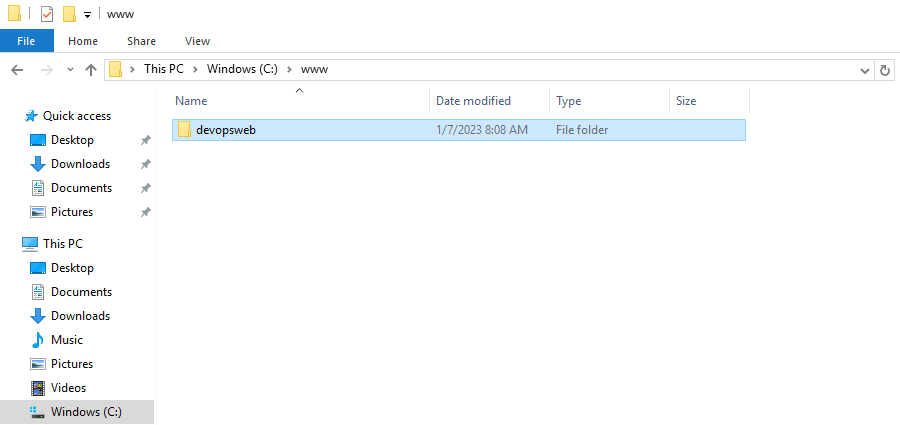 www
File Home Share View
This PC Windows (C:) www
Name Date modified Type Size
devopsweb 1/7/2023 8:08 AM File folder
Quick access
Desktop
Downloads
Documents
Pictures
This PC
Desktop
Documents
Downloads
Music
Pictures
Videos
Windows (C:)